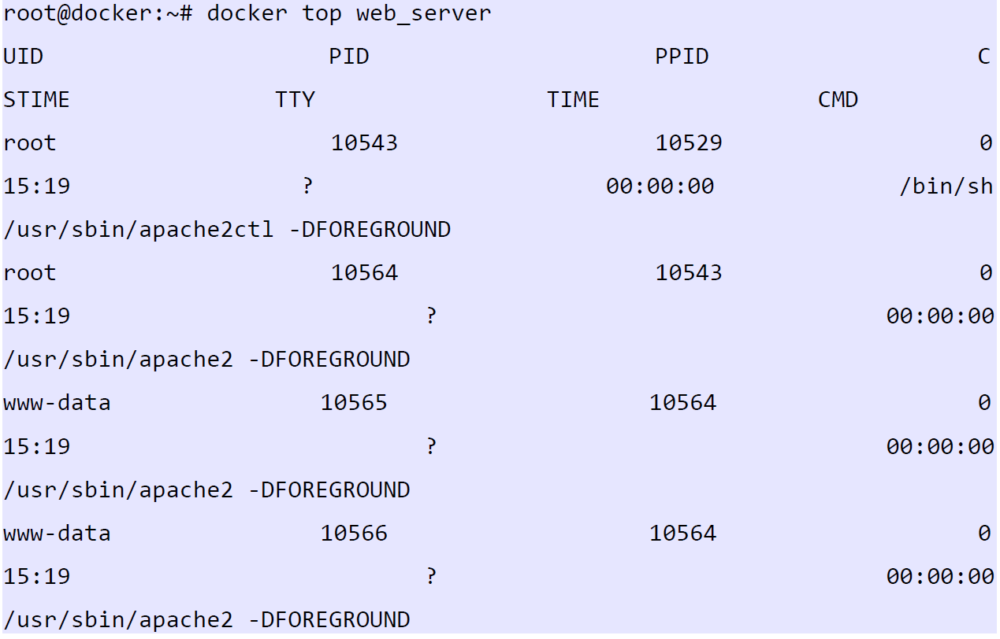 root@docker:~# docker top web_server
UID PID PPID C
STIME TTY TIME CMD
root 10543 10529 0
15:19 ? 00:00:00 /bin/sh
/usr/sbin/apache2ctl -DFOREGROUND
root 10564 10543 0
15:19 ? 00:00:00
/usr/sbin/apache2 -DFOREGROUND
www-data 10565 10564 0
15:19 ? 00:00:00
/usr/sbin/apache2 -DFOREGROUND
www-data 10566 10564 0
15:19 ? 00:00:00
/usr/sbin/apache2 -DFOREGROUND